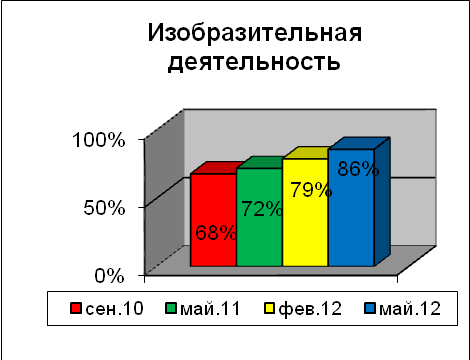 Изобразительная
деятельность
100%
50%
0%
68%
72%
79%
86%
сен.10 май.11 фев.12 май.12